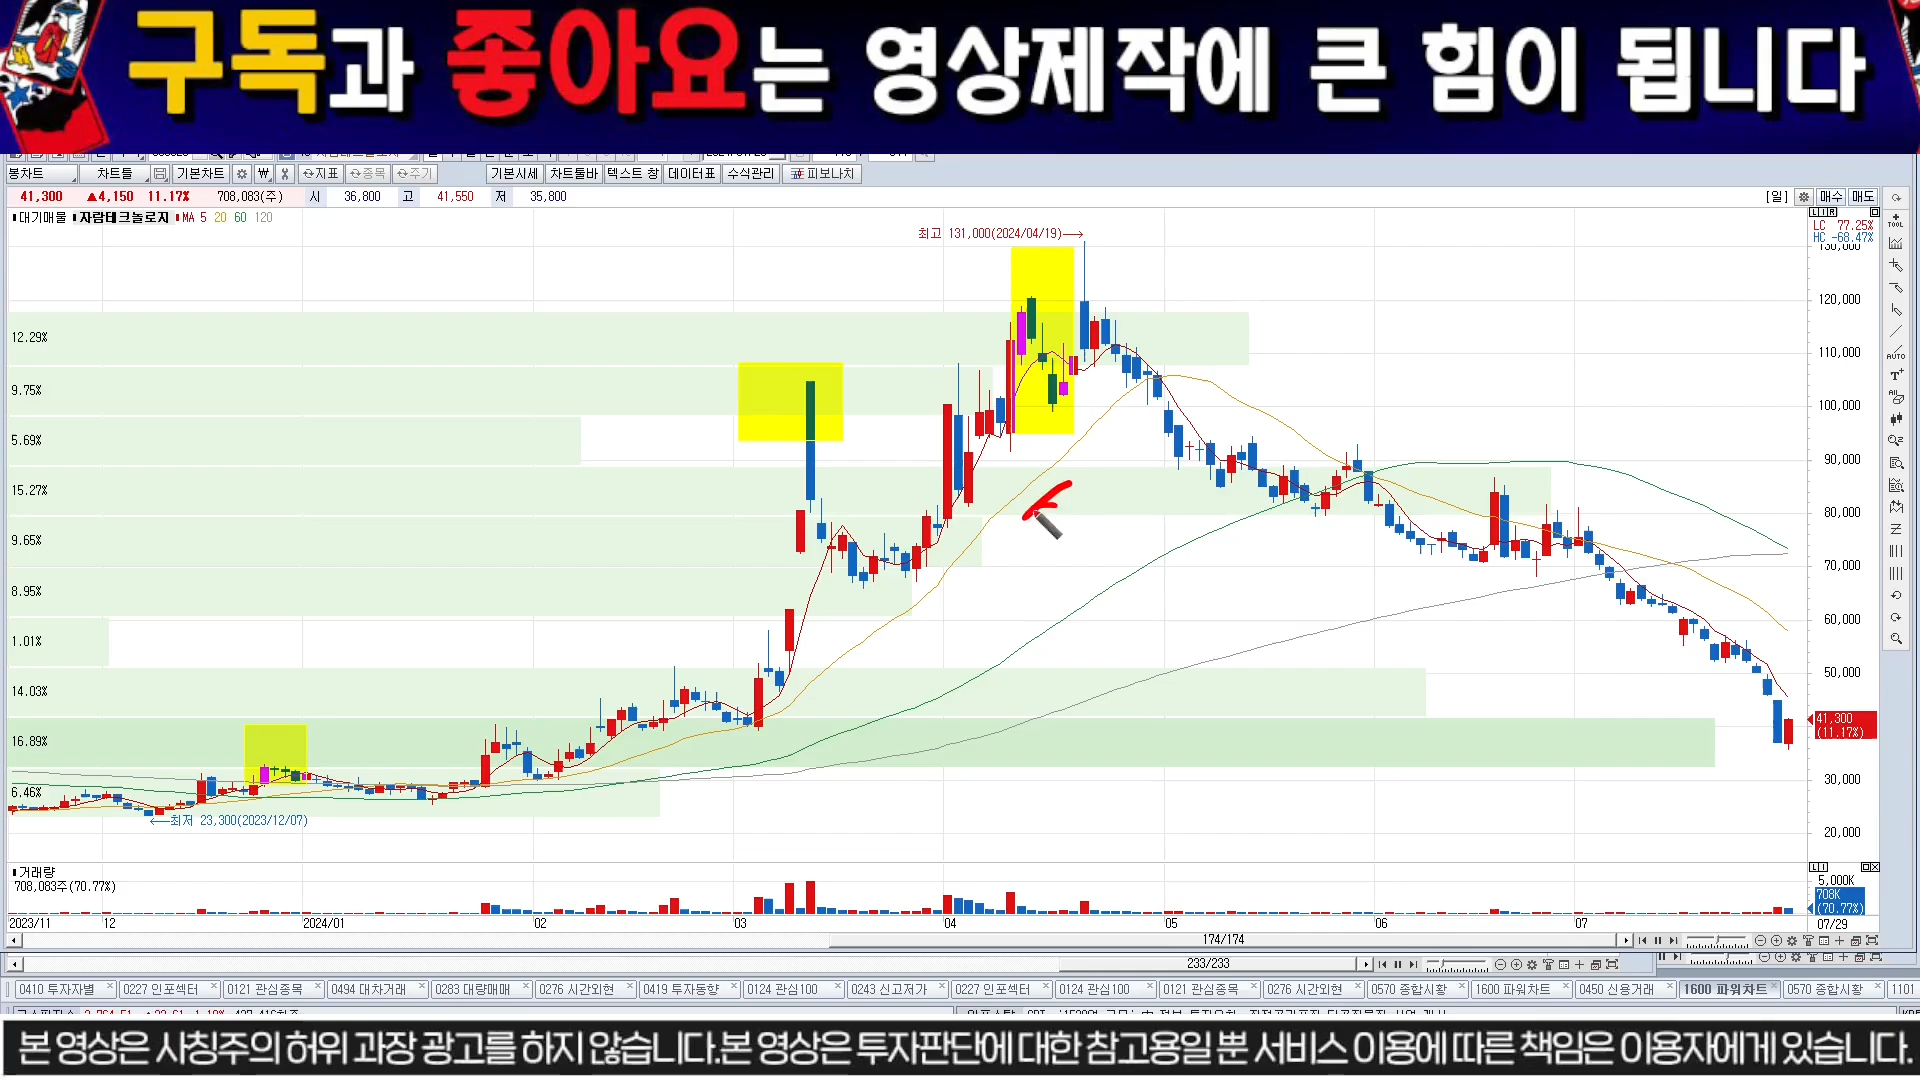 구독과 좋아요는 영상제작에 큰 힘이 됩니다
봉차트 차트틀 기본차트 ₩ 지표 종목 주기 기본시세 차트툴바 텍스트 창 데이터표 수식관리 피보나치
41,300 ▲4,150 11.17% 708,083(주) 시 36,800 고 41,550 저 35,800 [일] 매수 매도
대기매물 자람테크놀로지 MA 5 20 60 120
LC 77.25%
HC -68.47%
최고 131,000(2024/04/19)
130,000
120,000
12.29%
110,000
9.75%
100,000
5.69%
90,000
15.27%
80,000
9.65%
70,000
8.95%
60,000
1.01%
50,000
14.03%
41,300
(11.17%)
16.89%
30,000
6.46%
최저 23,300(2023/12/07)
20,000
TOOL
AUTO
All
거래량
708,083주(70.77%)
5,000K
708K
(70.77%)
2023/11 12 2024/01 02 03 04 05 06 07 07/29
174/174
233/233
0410 투자자별 0227 인포섹터 0121 관심종목 0494 대차거래 0283 대량매매 0276 시간외현 0419 투자동향 0124 관심100 0243 신고저가 0227 인포섹터 0124 관심100 0121 관심종목 0276 시간외현 0570 종합시황 1600 파워차트 0450 신용거래 1600 파워차트 0570 종합시황 1101
본 영상은 사칭주의 허위 과장 광고를 하지 않습니다.본 영상은 투자판단에 대한 참고용일 뿐 서비스 이용에 따른 책임은 이용자에게 있습니다.